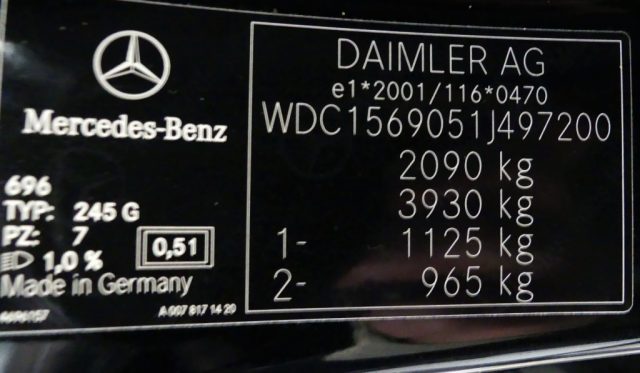 Mercedes-Benz
696
TYP: 245 G
PZ: 7
1,0 %
0,51
Made in Germany
A 007 817 14 20
DAIMLER AG
e1*2001/116*0470
WDC1569051J497200
2090 kg
3930 kg
1- 1125 kg
2- 965 kg